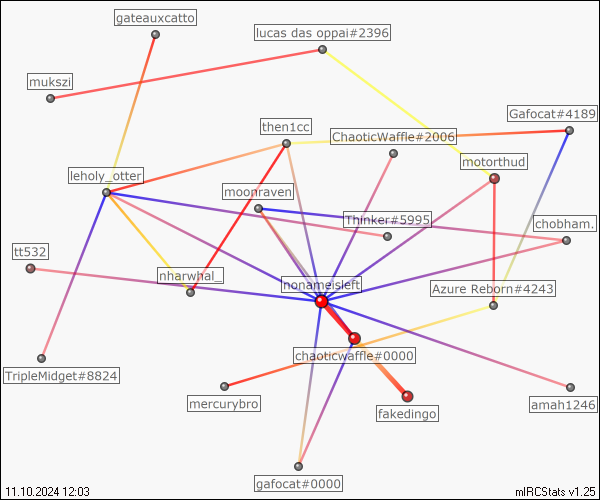 gateauxcatto
lucas das oppai#2396
mukszi
Gafocat#4189
then1cc
ChaoticWaffle#2006
motorthud
leholy_otter
moonraven
Thinker#5995
chobham.
tt532
nharwhal_
nonameisleft
Azure Reborn#4243
chaoticwaffle#0000
TripleMidget#8824
mercurybro
fakedingo
amah1246
gafocat#0000
11.10.2024 12:03
mIRCStats v1.25